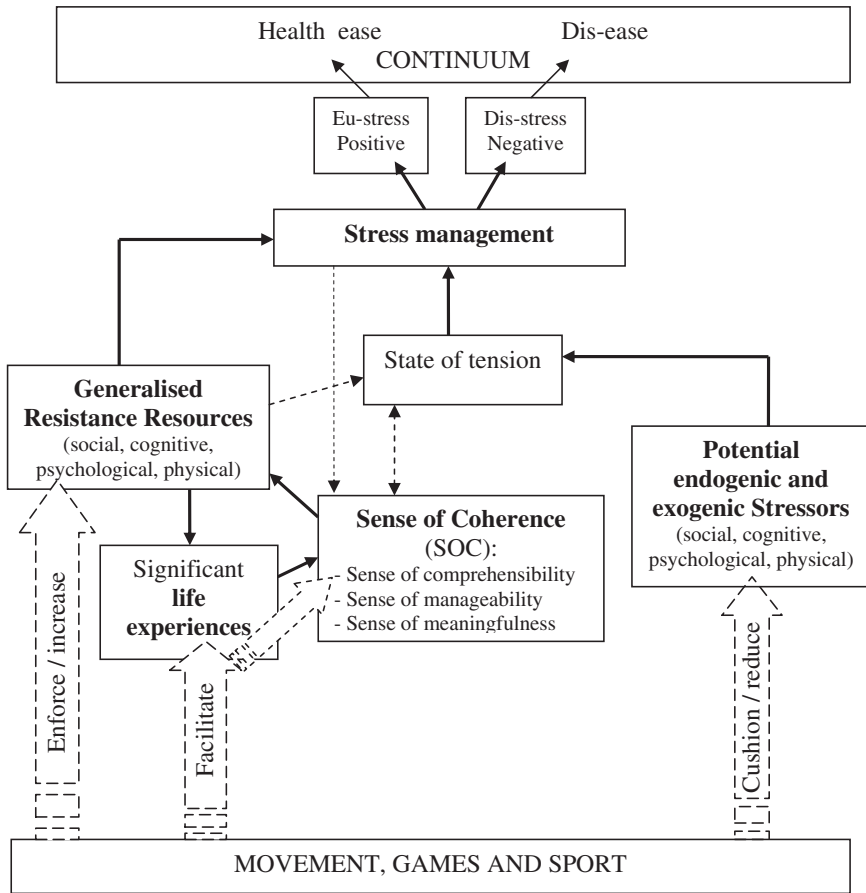 Health ease
Dis-ease
CONTINUUM
Eu-stress
Positive
Dis-stress
Negative
Stress management
State of tension
Generalised
Resistance Resources
(social, cognitive,
psychological, physical)
Potential
endogenic and
exogenic Stressors
(social, cognitive,
psychological, physical)
Sense of Coherence
(SOC):
- Sense of comprehensibility
- Sense of manageability
- Sense of meaningfulness
Significant
life
experiences
Enforce / increase
Facilitate
Cushion / reduce
MOVEMENT, GAMES AND SPORT